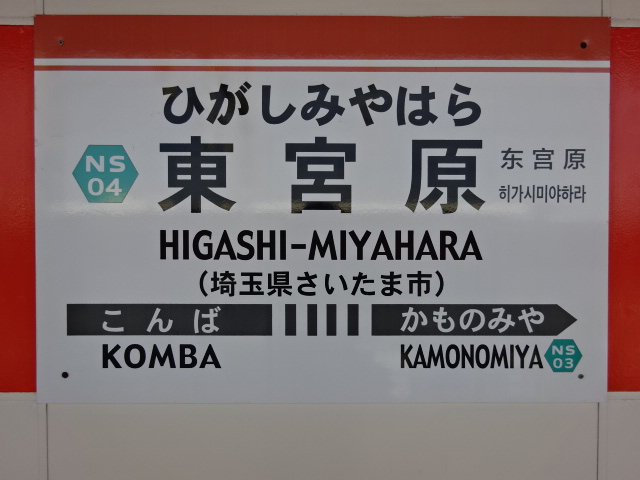 ひがしみやはら
NS
04
東宮原
东宫原
히가시미야하라
HIGASHI-MIYAHARA
(埼玉県さいたま市)
こんば
かものみや
KOMBA
KAMONOMIYA
NS
03